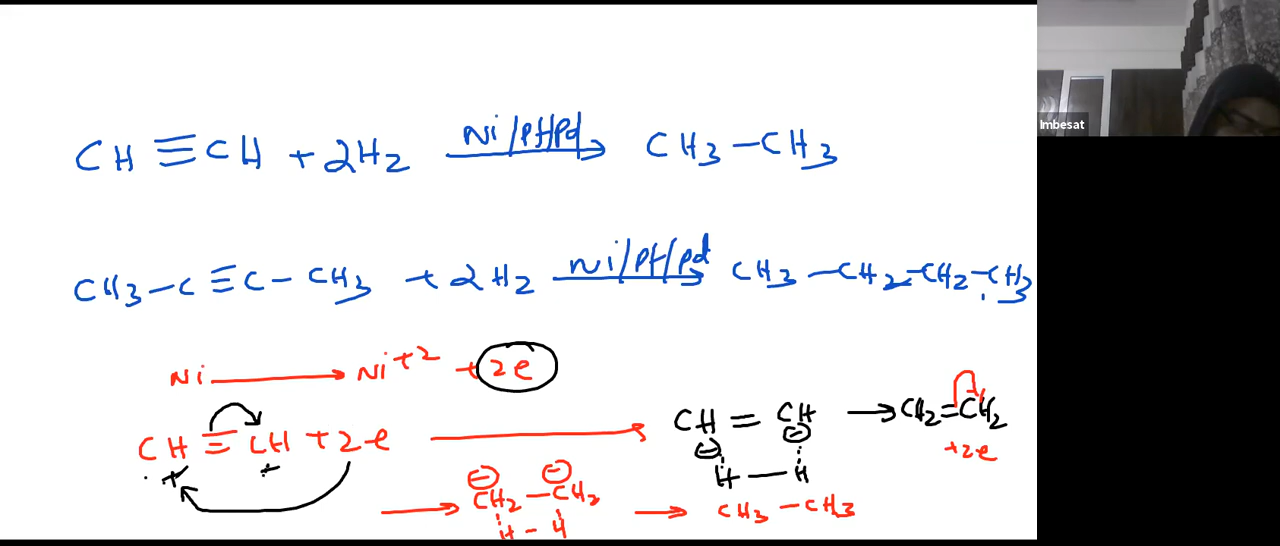 Imbesat
CH≡CH + 2H2 Ni/Pt/Pd→ CH3-CH3
CH3-C≡C-CH3 + 2H2 Ni/Pt/Pd→ CH3-CH2-CH2-CH3
Ni → Ni+2 + 2e
CH≡CH + 2e → CH=CH → CH2=CH2
+ + ⊖ ⊖ +2e
H-H
⊖ ⊖
→ CH2-CH2 → CH3-CH3
H-H